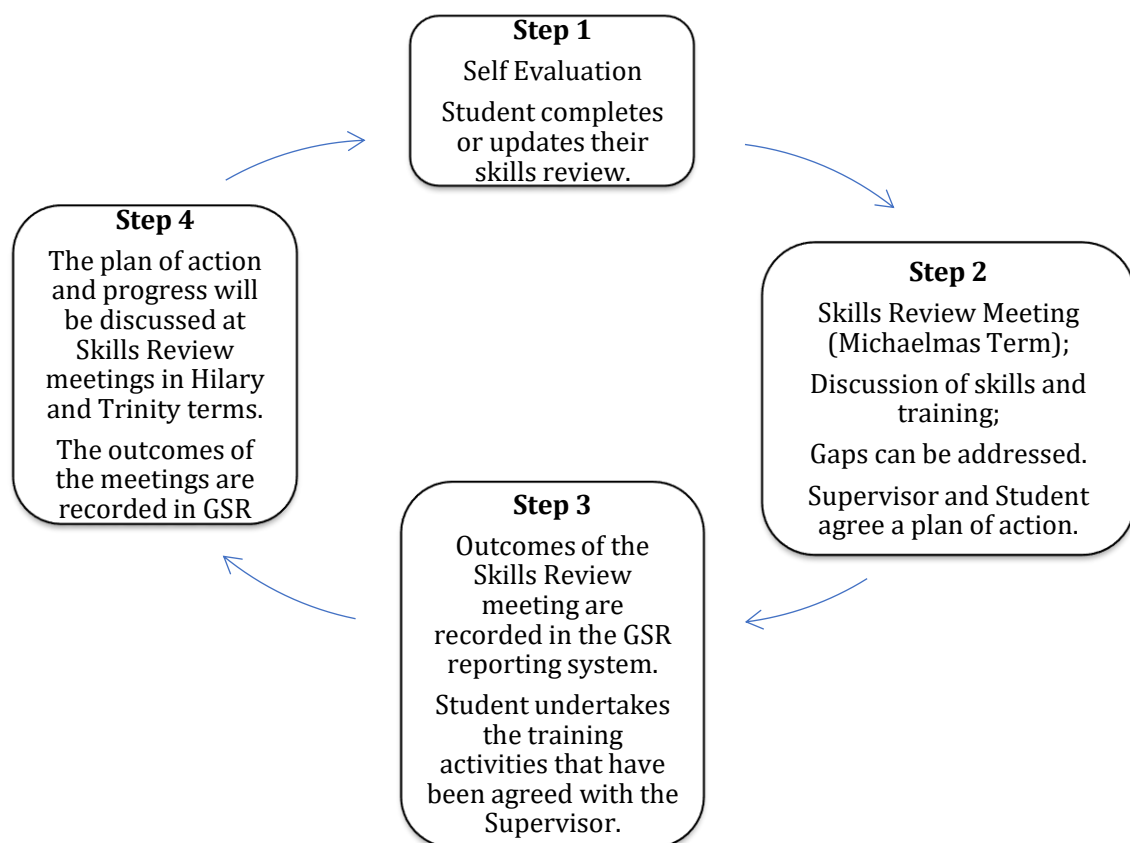 Step 1
Self Evaluation
Student completes
or updates their
skills review.
Step 2
Skills Review Meeting
(Michaelmas Term);
Discussion of skills and
training;
Gaps can be addressed.
Supervisor and Student
agree a plan of action.
Step 3
Outcomes of the
Skills Review
meeting are
recorded in the GSR
reporting system.
Student undertakes
the training
activities that have
been agreed with the
Supervisor.
Step 4
The plan of action
and progress will
be discussed at
Skills Review
meetings in Hilary
and Trinity terms.
The outcomes of
the meetings are
recorded in GSR